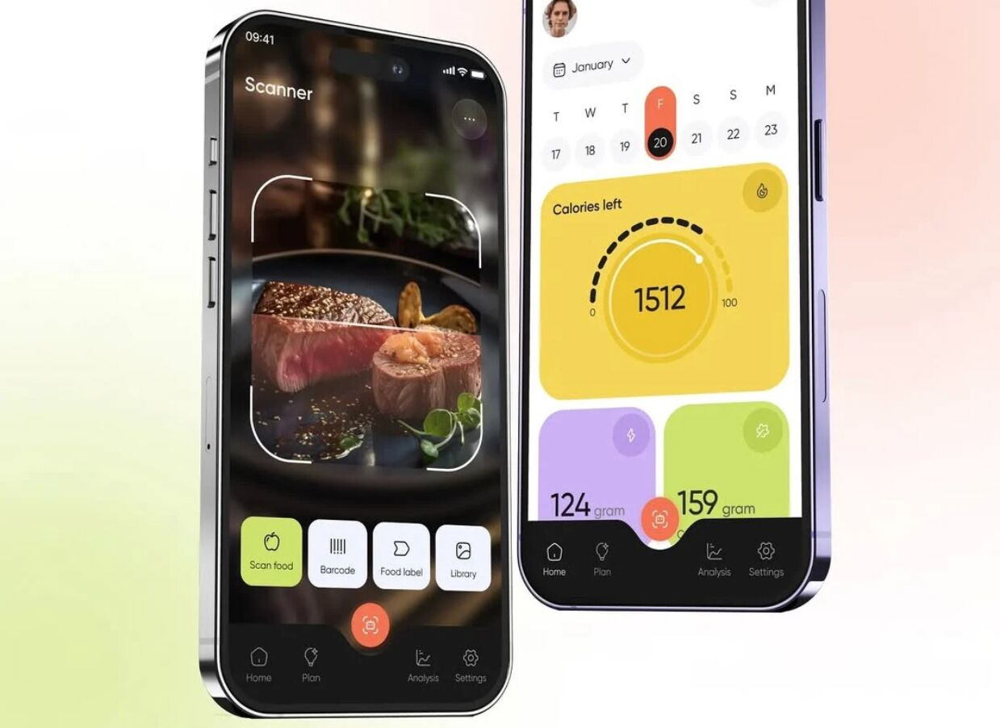 09:41
Scanner
Scan food
Barcode
Food label
Library
Home
Plan
Analysis
Settings
January
T W T F S S M
17 18 19 20 21 22 23
Calories left
1512
0
100
124 gram
159 gram
Home
Plan
Analysis
Settings